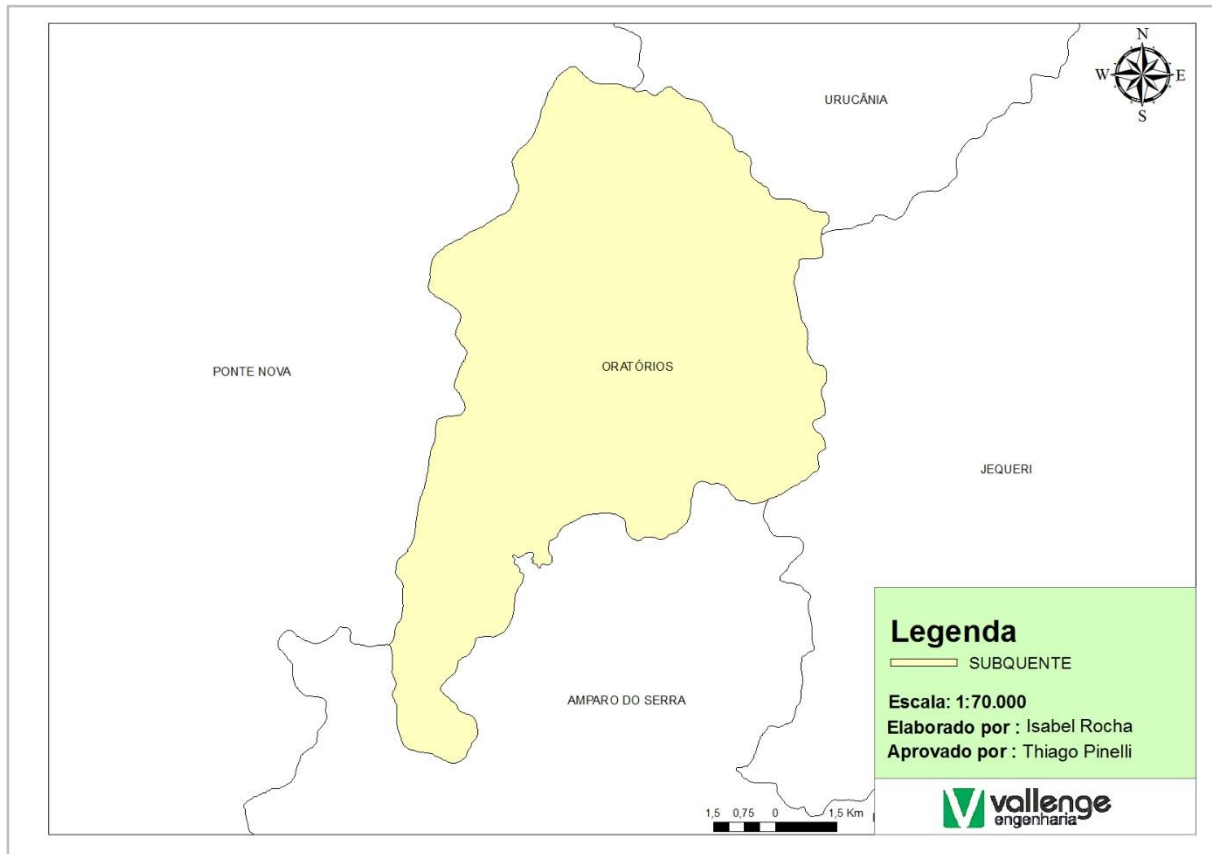 N
W E
S
URUCÂNIA
PONTE NOVA
ORATÓRIOS
JEQUERI
AMPARO DO SERRA
Legenda
SUBQUENTE
Escala: 1:70.000
Elaborado por : Isabel Rocha
Aprovado por : Thiago Pinelli
vallenge
engenharia
1,5 0,75 0 1,5 Km